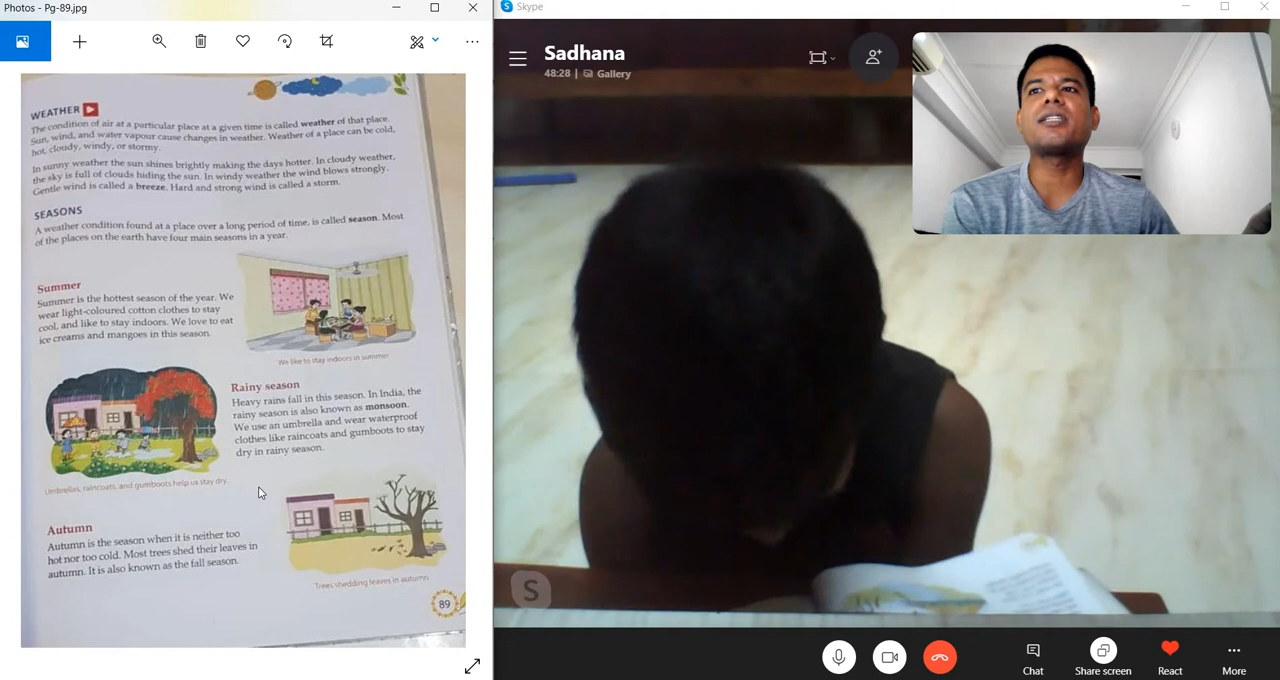 Photos - Pg-89.jpg
WEATHER
The condition of air at a particular place at a given time is called weather of that place.
Sun, wind, and water vapour cause changes in weather. Weather of a place can be cold,
hot, cloudy, windy, or stormy.
In sunny weather the sun shines brightly making the days hotter. In cloudy weather,
the sky is full of clouds hiding the sun. In windy weather the wind blows strongly.
Gentle wind is called a breeze. Hard and strong wind is called a storm.
SEASONS
A weather condition found at a place over a long period of time, is called season. Most
of the places on the earth have four main seasons in a year.
Summer
Summer is the hottest season of the year. We
wear light-coloured cotton clothes to stay
cool, and like to stay indoors. We love to eat
ice creams and mangoes in this season.
We like to stay indoors in summer
Rainy season
Heavy rains fall in this season. In India, the
rainy season is also known as monsoon.
We use an umbrella and wear waterproof
clothes like raincoats and gumboots to stay
dry in rainy season.
Umbrellas, raincoats, and gumboots help us stay dry.
Autumn
Autumn is the season when it is neither too
hot nor too cold. Most trees shed their leaves in
autumn. It is also known as the fall season.
Trees shedding leaves in autumn
89
Skype
Sadhana
48:28 | Gallery
S
Chat
Share screen
React
More